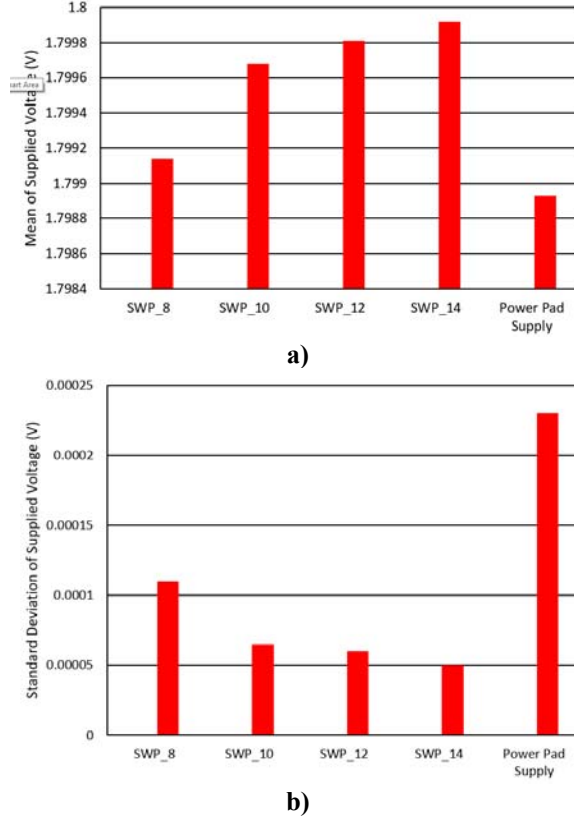 Mean of Supplied Voltage (V)
1.8
1.7998
1.7996
1.7994
1.7992
1.799
1.7988
1.7986
1.7984
SWP_8
SWP_10
SWP_12
SWP_14
Power Pad
Supply
a)
Standard Deviation of Supplied Voltage (V)
0.00025
0.0002
0.00015
0.0001
0.00005
0
SWP_8
SWP_10
SWP_12
SWP_14
Power Pad
Supply
b)